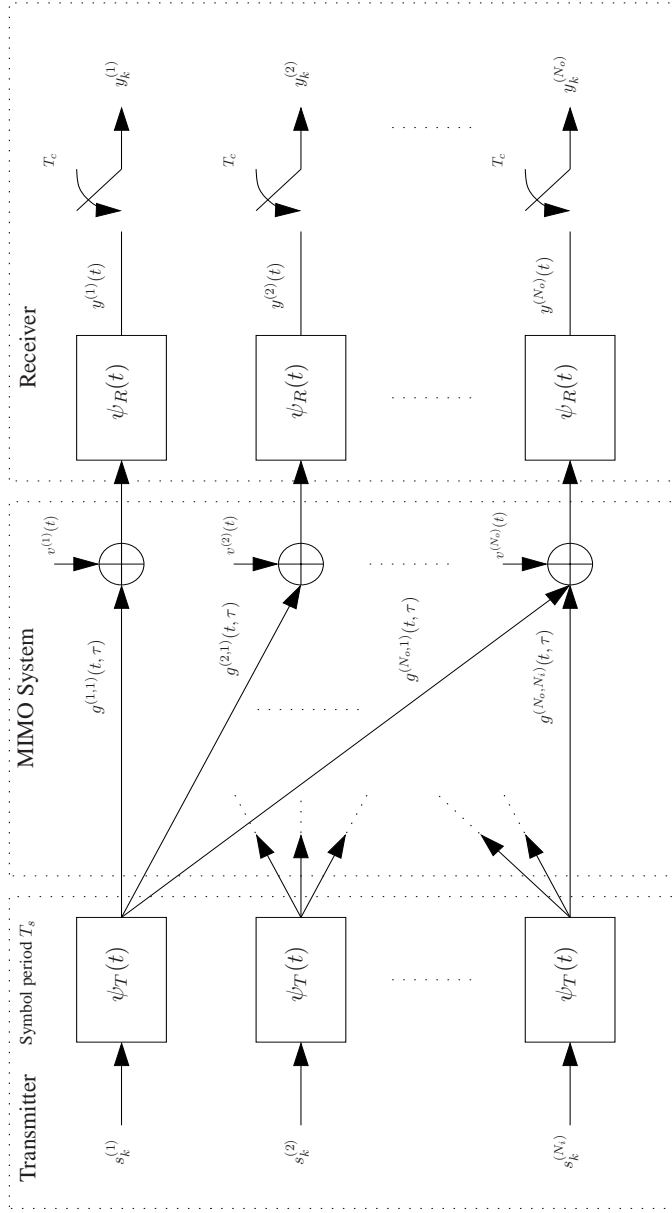 Transmitter
Symbol period $T_s$
MIMO System
Receiver
$s_k^{(1)}$
$\psi_T(t)$
$g^{(1,1)}(t,\tau)$
$v^{(1)}(t)$
$\psi_R(t)$
$y^{(1)}(t)$
$T_c$
$y_k^{(1)}$
$s_k^{(2)}$
$\psi_T(t)$
$g^{(2,1)}(t,\tau)$
$v^{(2)}(t)$
$\psi_R(t)$
$y^{(2)}(t)$
$T_c$
$y_k^{(2)}$
$g^{(N_o,1)}(t,\tau)$
$s_k^{(N_i)}$
$\psi_T(t)$
$g^{(N_o,N_i)}(t,\tau)$
$v^{(N_o)}(t)$
$\psi_R(t)$
$y^{(N_o)}(t)$
$T_c$
$y_k^{(N_o)}$